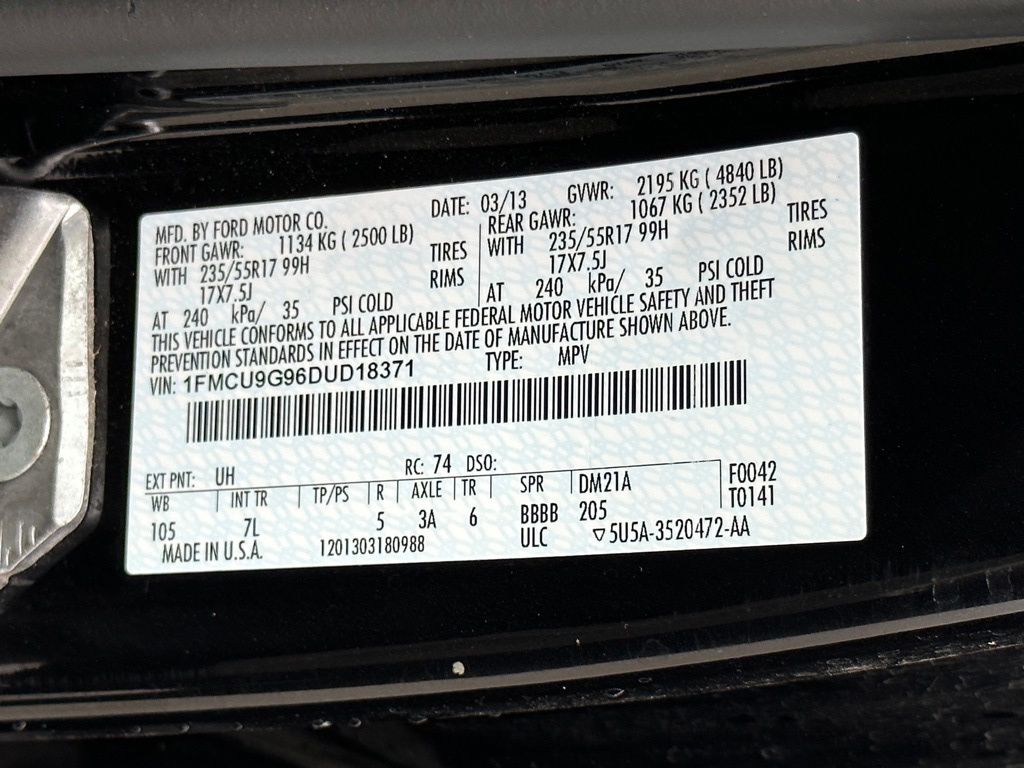 MFD. BY FORD MOTOR CO. DATE: 03/13 GVWR: 2195 KG ( 4840 LB)
FRONT GAWR: 1134 KG ( 2500 LB) REAR GAWR: 1067 KG ( 2352 LB)
WITH 235/55R17 99H TIRES WITH 235/55R17 99H TIRES
17X7.5J RIMS 17X7.5J RIMS
AT 240 kPa/ 35 PSI COLD AT 240 kPa/ 35 PSI COLD
THIS VEHICLE CONFORMS TO ALL APPLICABLE FEDERAL MOTOR VEHICLE SAFETY AND THEFT
PREVENTION STANDARDS IN EFFECT ON THE DATE OF MANUFACTURE SHOWN ABOVE.
VIN: 1FMCU9G96DUD18371 TYPE: MPV
EXT PNT: UH RC: 74 DSO:
WB INT TR TP/PS R AXLE TR SPR DM21A F0042
105 7L 5 3A 6 BBBB 205 T0141
MADE IN U.S.A. 1201303180988 ULC ▽5U5A-3520472-AA